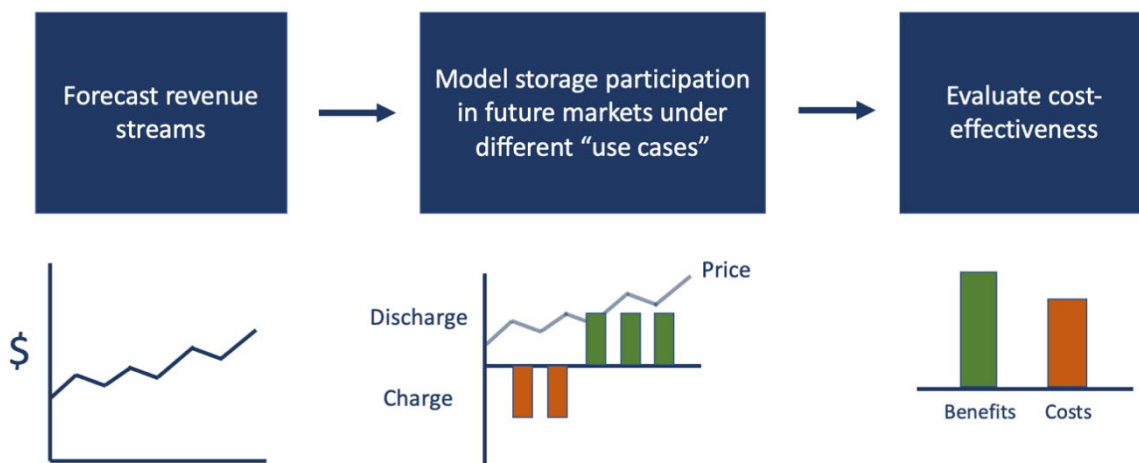 Forecast revenue
streams
Model storage participation
in future markets under
different “use cases”
Evaluate cost-
effectiveness
$
Price
Discharge
Charge
Benefits
Costs